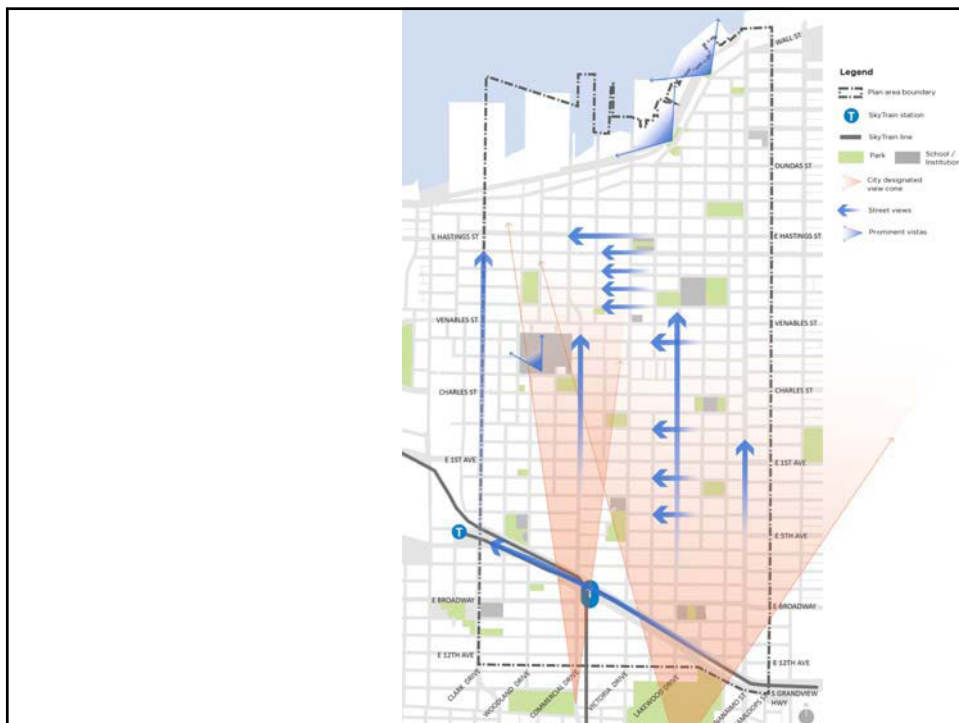 WALL ST
Legend
Plan area boundary
T
SkyTrain station
SkyTrain line
Park
School /
Institution
DUNDAS ST
City designated
view cone
Street views
Prominent vistas
E HASTINGS ST
E HASTINGS ST
VENABLES ST
VENABLES ST
CHARLES ST
CHARLES ST
E 1ST AVE
E 1ST AVE
T
E 5TH AVE
T
E BROADWAY
E BROADWAY
E 12TH AVE
E 12TH AVE
CLARK DRIVE
WOODLAND DRIVE
COMMERCIAL DRIVE
VICTORIA DRIVE
LAKEWOOD DRIVE
NANAIMO ST
KAMLOOPS ST
S GRANDVIEW
HWY